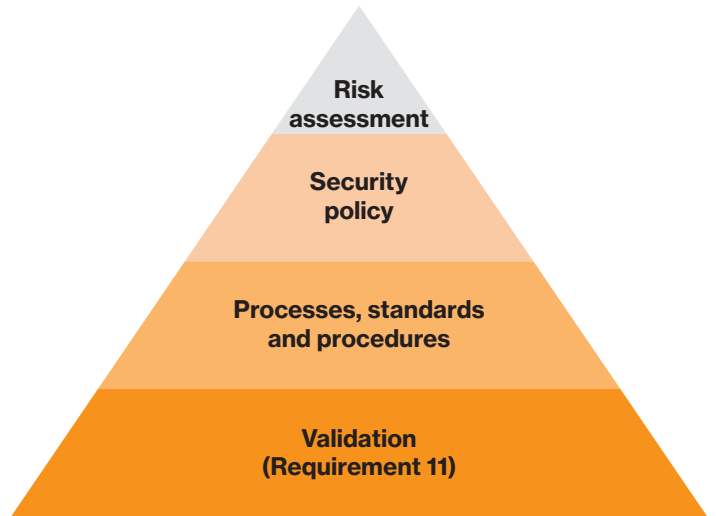 Risk
assessment
Security
policy
Processes, standards
and procedures
Validation
(Requirement 11)